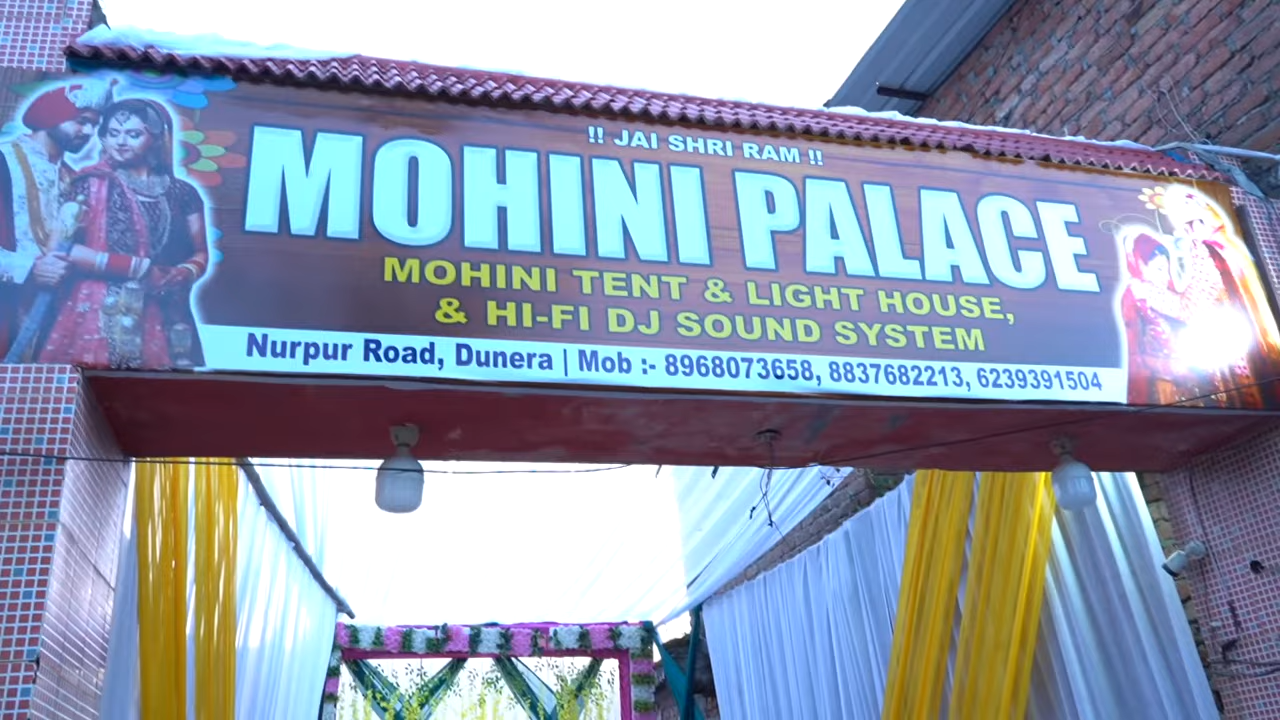 !! JAI SHRI RAM !!
MOHINI PALACE
MOHINI TENT & LIGHT HOUSE,
& HI-FI DJ SOUND SYSTEM
Nurpur Road, Dunera | Mob :- 8968073658, 8837682213, 6239391504